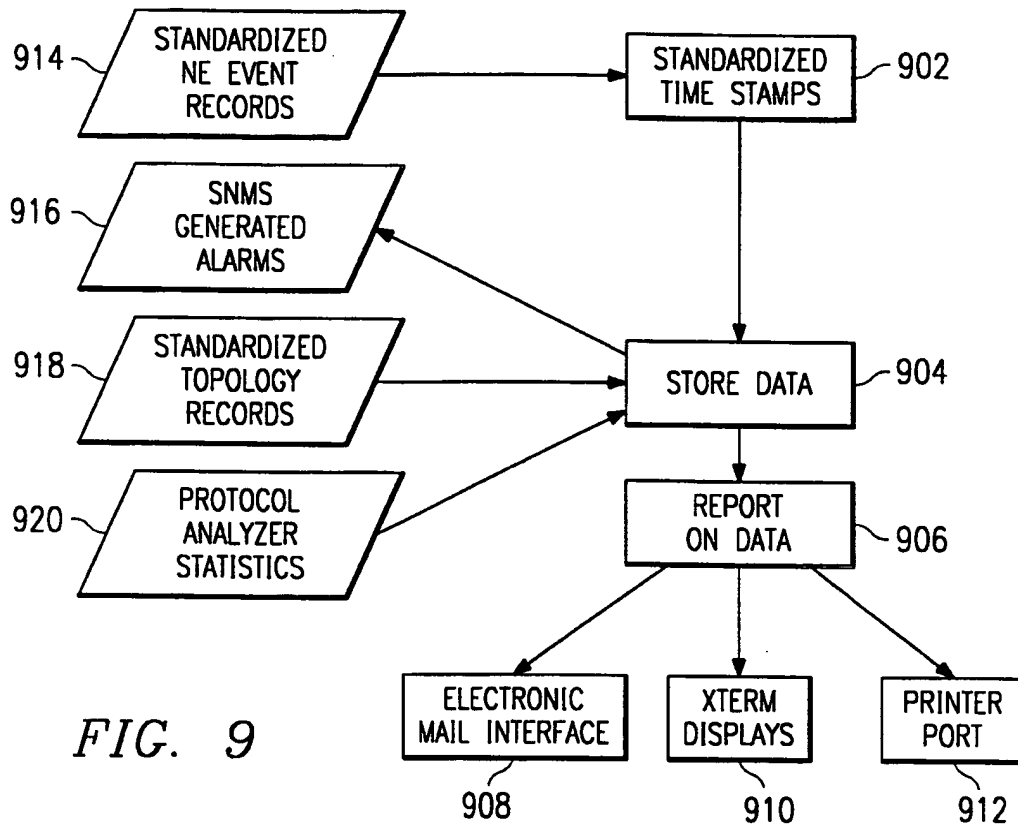 914
STANDARDIZED
NE EVENT
RECORDS
STANDARDIZED
TIME STAMPS
902
916
SNMS
GENERATED
ALARMS
918
STANDARDIZED
TOPOLOGY
RECORDS
STORE DATA
904
920
PROTOCOL
ANALYZER
STATISTICS
REPORT
ON DATA
906
ELECTRONIC
MAIL INTERFACE
XTERM
DISPLAYS
PRINTER
PORT
FIG. 9
908
910
912